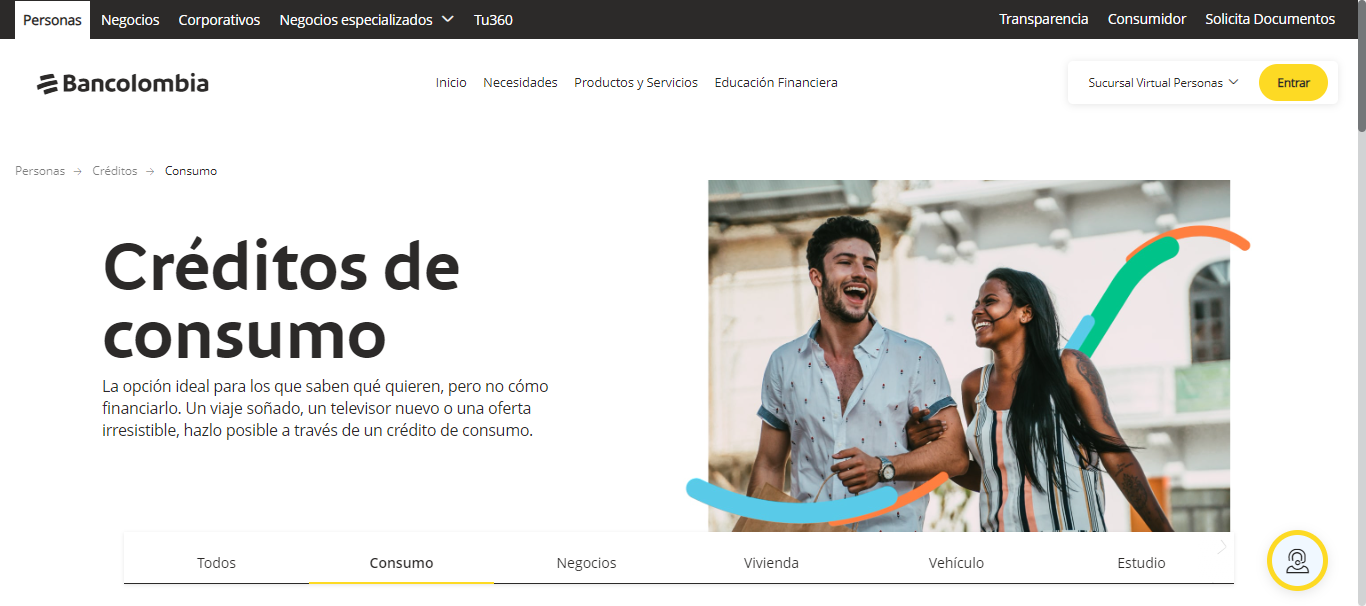 Personas Negocios Corporativos Negocios especializados Tu360 Transparencia Consumidor Solicita Documentos
Bancolombia Inicio Necesidades Productos y Servicios Educación Financiera Sucursal Virtual Personas Entrar
Personas Créditos Consumo
Créditos de
consumo
La opción ideal para los que saben qué quieren, pero no cómo
financiarlo. Un viaje soñado, un televisor nuevo o una oferta
irresistible, hazlo posible a través de un crédito de consumo.
Todos Consumo Negocios Vivienda Vehículo Estudio